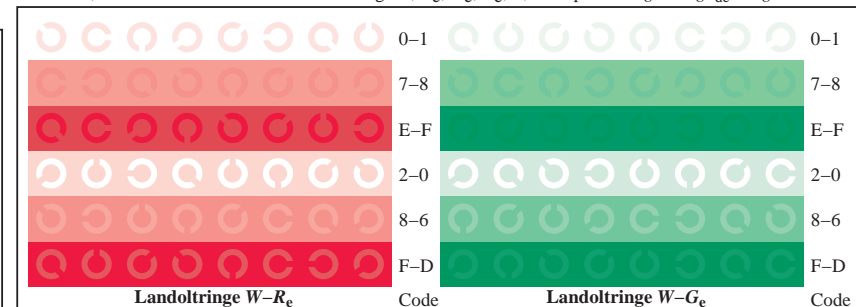 0–1 0–1
7–8 7–8
E–F E–F
2–0 2–0
8–6 8–6
F–D F–D
Landoltringe W–Re Code Landoltringe W–Ge Code